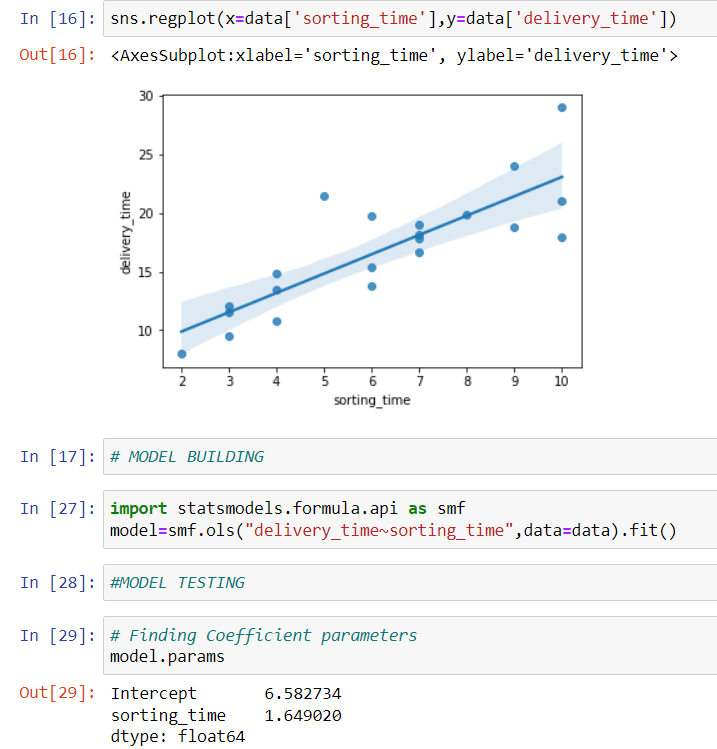 In [16]: sns.regplot(x=data['sorting_time'],y=data['delivery_time'])
Out[16]: <AxesSubplot:xlabel='sorting_time', ylabel='delivery_time'>
30
25
20
15
10
delivery_time
2 3 4 5 6 7 8 9 10
sorting_time
In [17]: # MODEL BUILDING
In [27]: import statsmodels.formula.api as smf
model=smf.ols("delivery_time~sorting_time",data=data).fit()
In [28]: #MODEL TESTING
In [29]: # Finding Coefficient parameters
model.params
Out[29]: Intercept 6.582734
sorting_time 1.649020
dtype: float64